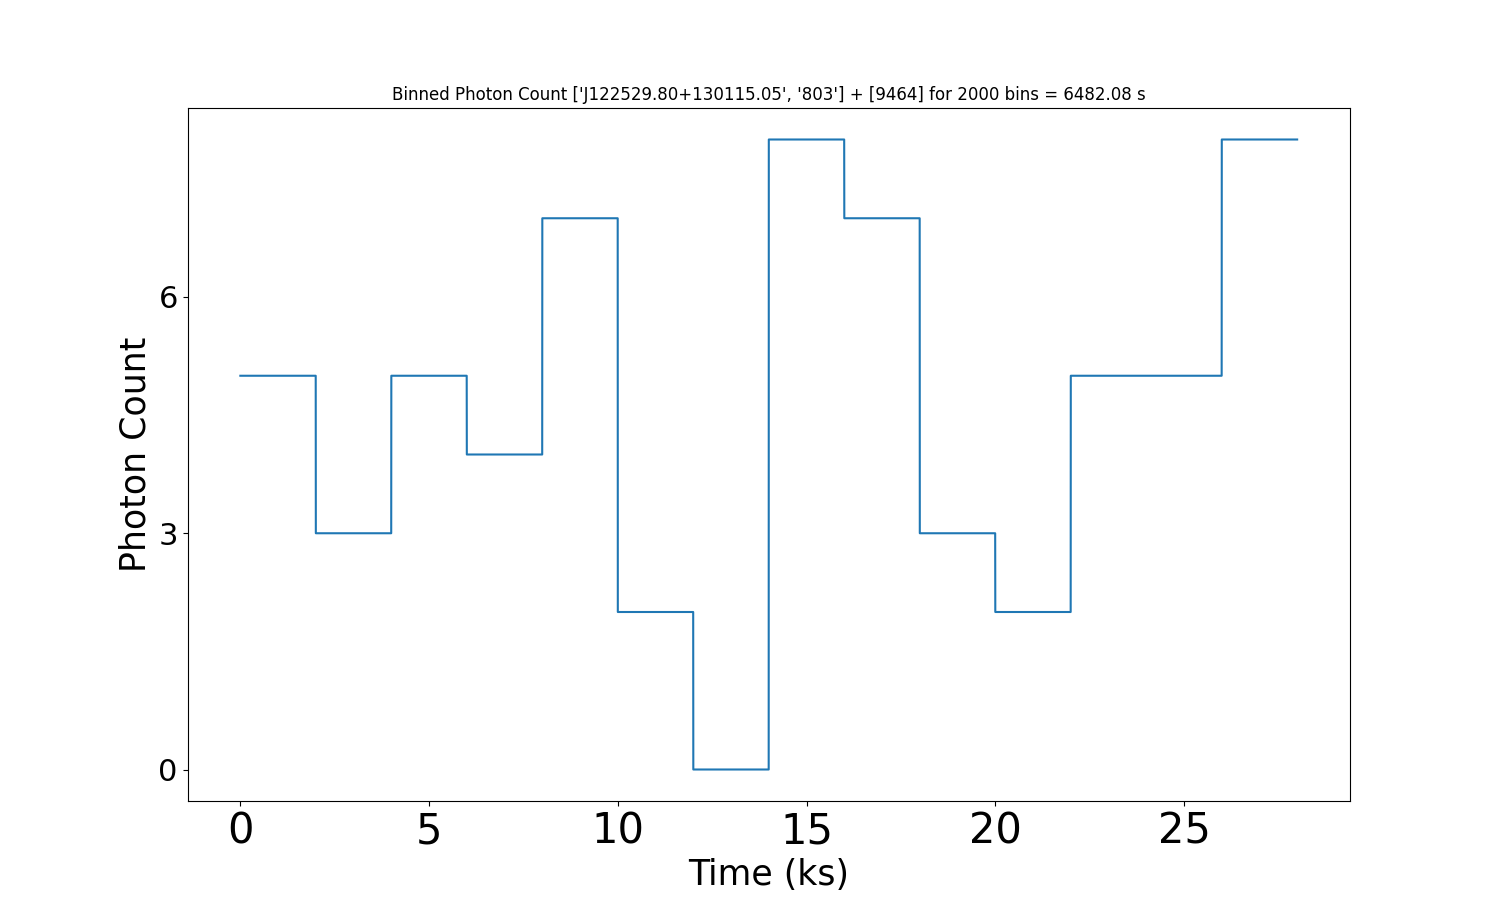 Binned Photon Count ['J122529.80+130115.05', '803'] + [9464] for 2000 bins = 6482.08 s
Photon Count
6
3
0
0 5 10 15 20 25
Time (ks)